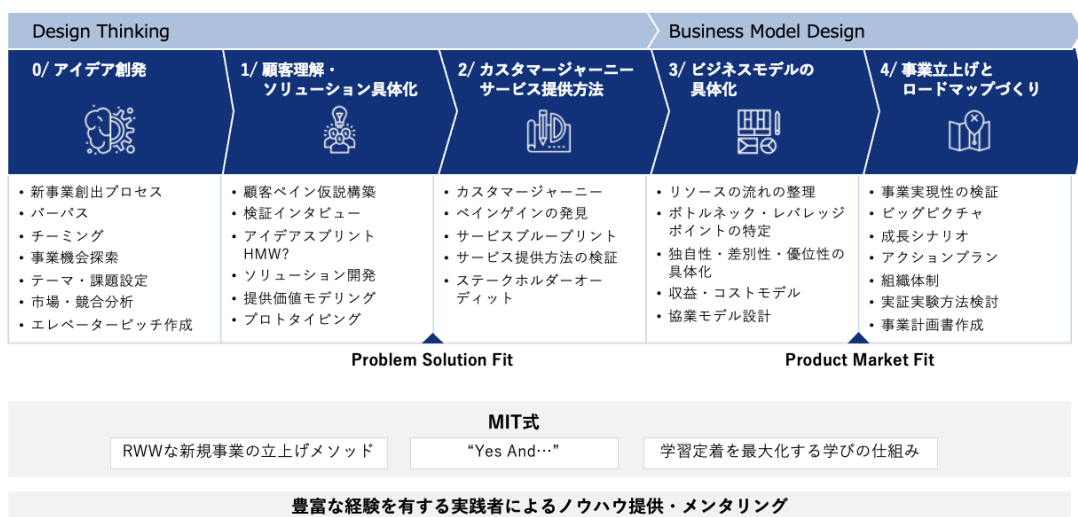 Design Thinking
Business Model Design
0/ アイデア創発
1/ 顧客理解・
ソリューション具体化
2/ カスタマージャーニー
サービス提供方法
3/ ビジネスモデルの
具体化
4/ 事業立上げと
ロードマップづくり
• 新事業創出プロセス
• パーパス
• チーミング
• 事業機会探索
• テーマ・課題設定
• 市場・競合分析
• エレベーターピッチ作成
• 顧客ペイン仮説構築
• 検証インタビュー
• アイデアスプリント
HMW?
• ソリューション開発
• 提供価値モデリング
• プロトタイピング
• カスタマージャーニー
• ペインゲインの発見
• サービスブループリント
• サービス提供方法の検証
• ステークホルダーオー
ディット
• リソースの流れの整理
• ボトルネック・レバレッジ
ポイントの特定
• 独自性・差別性・優位性の
具体化
• 収益・コストモデル
• 協業モデル設計
• 事業実現性の検証
• ビッグピクチャ
• 成長シナリオ
• アクションプラン
• 組織体制
• 実証実験方法検討
• 事業計画書作成
Problem Solution Fit
Product Market Fit
MIT式
RWWな新規事業の立上げメソッド
“Yes And…”
学習定着を最大化する学びの仕組み
豊富な経験を有する実践者によるノウハウ提供・メンタリング